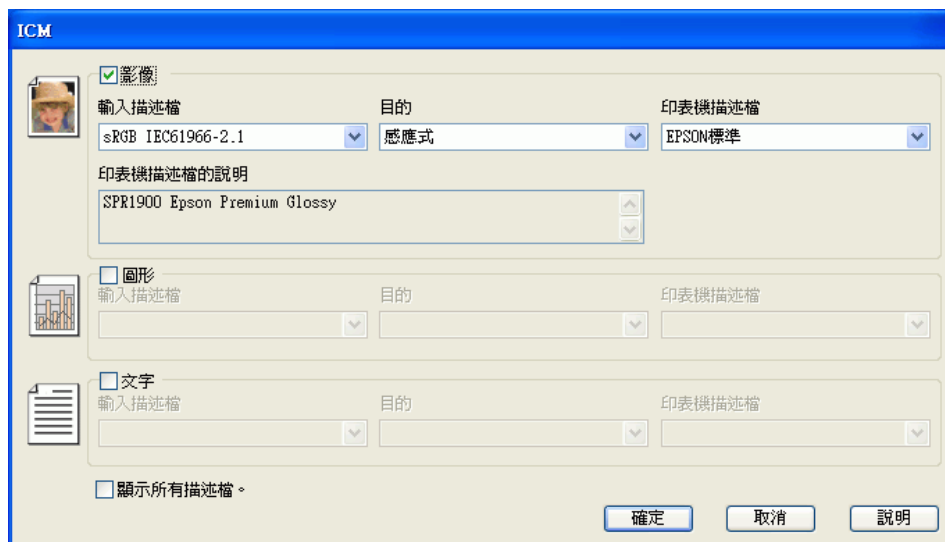 ICM
影像
輸入描述檔 目的 印表機描述檔
sRGB IEC61966-2.1 感應式 EPSON標準
印表機描述檔的說明
SPR1900 Epson Premium Glossy
圖形
輸入描述檔 目的 印表機描述檔
文字
輸入描述檔 目的 印表機描述檔
顯示所有描述檔。
確定 取消 說明